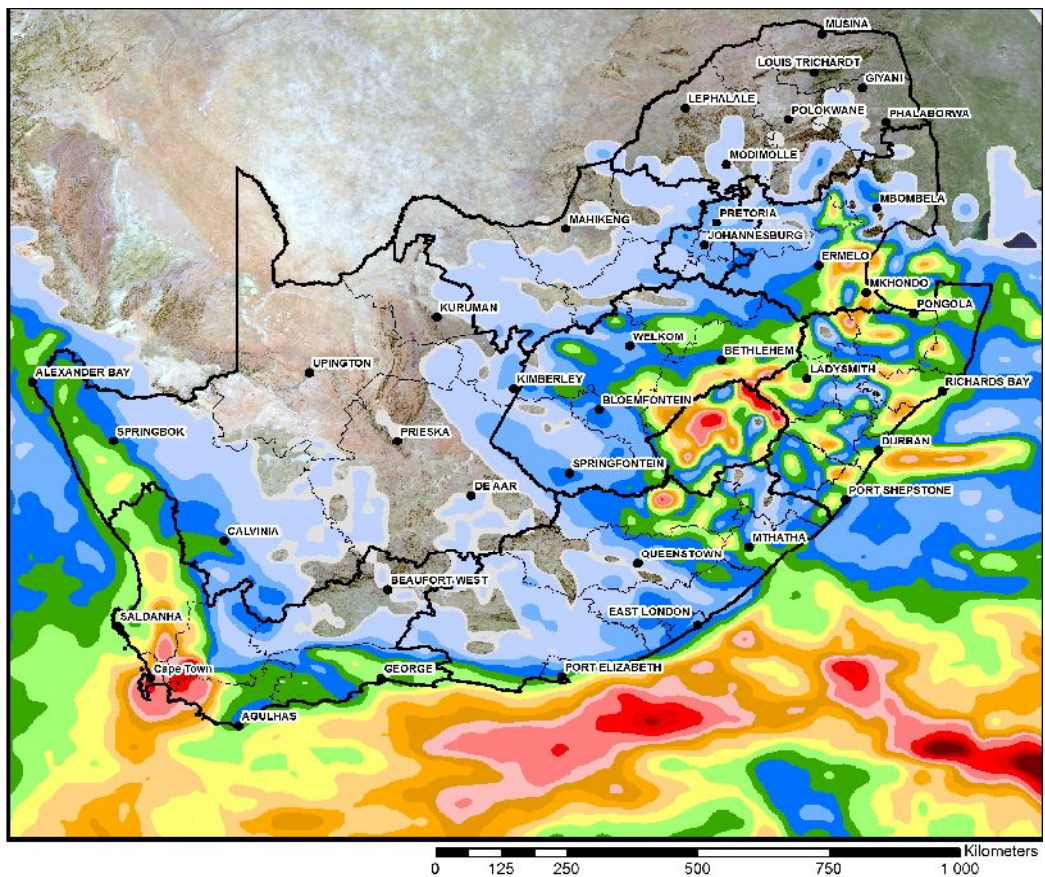 MUSINA
LOUIS TRICHARDT
GIYANI
LEPHALALE
POLOKWANE
PHALABORWA
MODIMOLLE
MBOMBELA
PRETORIA
MAHIKENG
JOHANNESBURG
ERMELO
MKHONDO
KURUMAN
PONGOLA
WELKOM
BETHLEHEM
UPINGTON
LADYSMITH
ALEXANDER BAY
KIMBERLEY
RICHARDS BAY
BLOEMFONTEIN
SPRINGBOK
PRIESKA
DURBAN
SPRINGFONTEIN
DE AAR
PORT SHEPSTONE
CALVINIA
MTHATHA
QUEENSTOWN
BEAUFORT WEST
SALDANHA
EAST LONDON
Cape Town
GEORGE
PORT ELIZABETH
AGULHAS
Kilometers
0 125 250 500 750 1 000